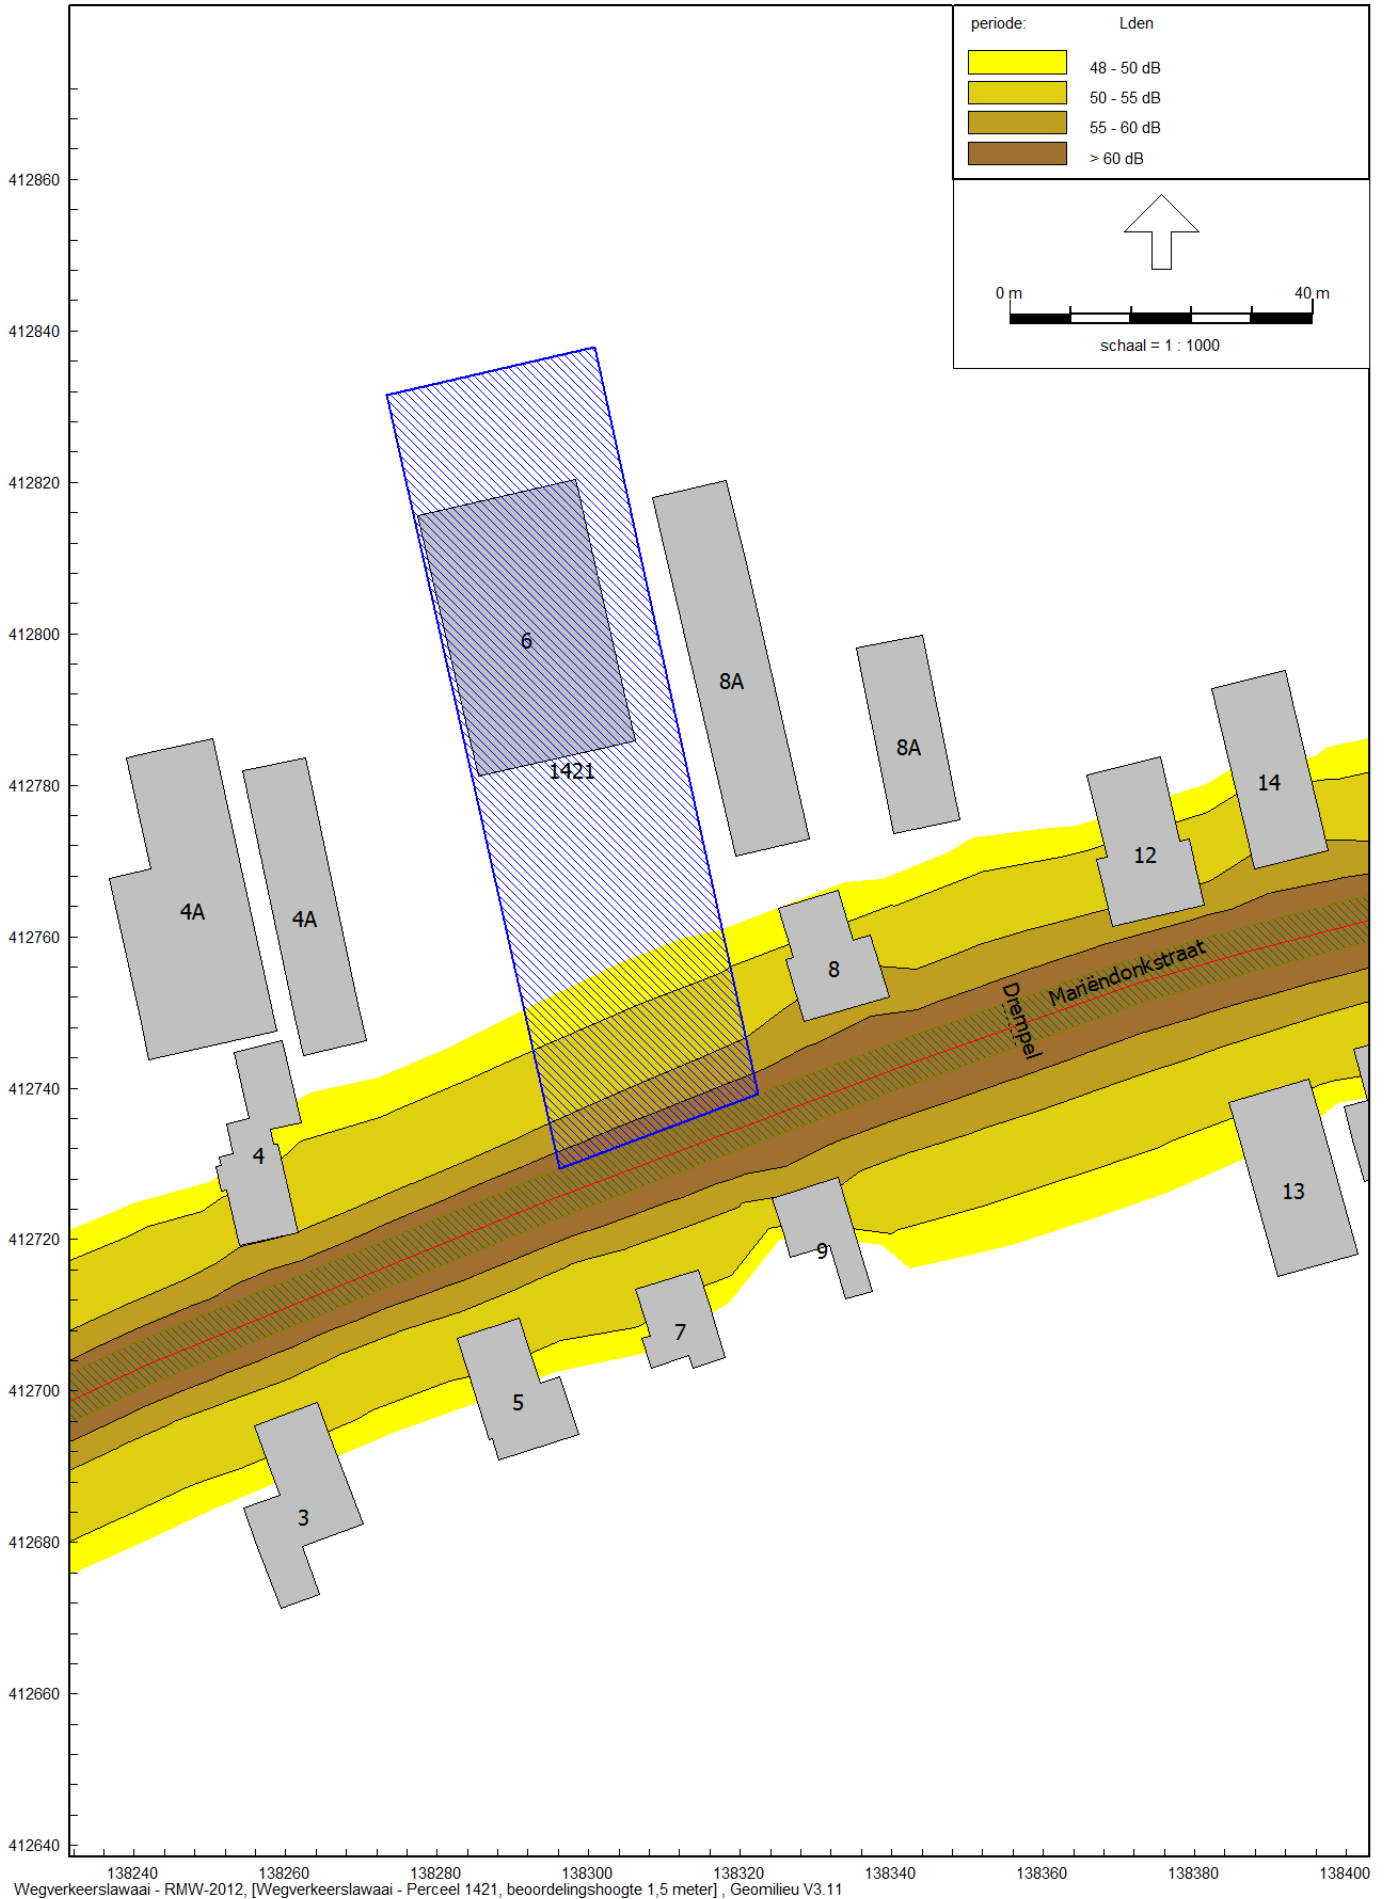 periode: Lden
48 - 50 dB
50 - 55 dB
55 - 60 dB
> 60 dB
0 m 40 m
schaal = 1 : 1000
412860
412840
412820
412800
412780
412760
412740
412720
412700
412680
412660
412640
6
8A
8A
1421
14
12
4A
4A
8
Mariëndonkstraat
Drempel
4
13
9
7
5
3
138240 138260 138280 138300 138320 138340 138360 138380 138400
Wegverkeerslawaai - RMW-2012, [Wegverkeerslawaai - Perceel 1421, beoordelingshoogte 1,5 meter] , Geomilieu V3.11